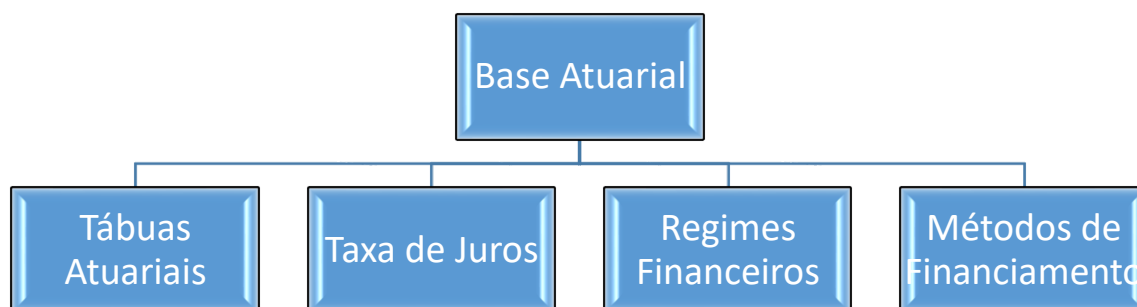 Base Atuarial
Tábuas
Atuariais
Taxa de Juros
Regimes
Financeiros
Métodos de
Financiamento